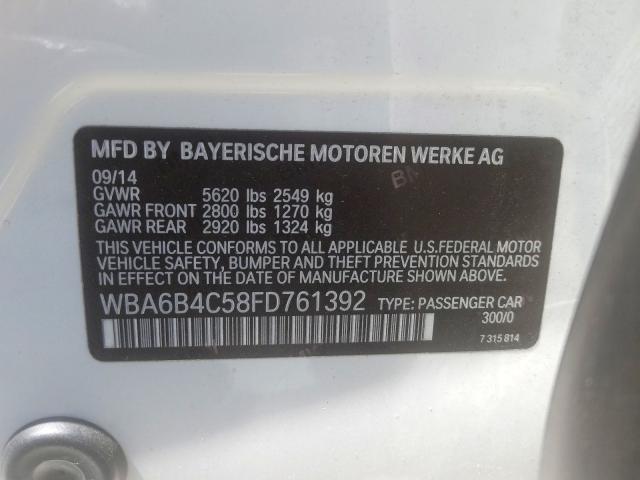 MFD BY BAYERISCHE MOTOREN WERKE AG
09/14
GVWR 5620 lbs 2549 kg
GAWR FRONT 2800 lbs 1270 kg
GAWR REAR 2920 lbs 1324 kg
THIS VEHICLE CONFORMS TO ALL APPLICABLE U.S.FEDERAL MOTOR
VEHICLE SAFETY, BUMPER, AND THEFT PREVENTION STANDARDS
IN EFFECT ON THE DATE OF MANUFACTURE SHOWN ABOVE.
WBA6B4C58FD761392 TYPE: PASSENGER CAR
300/0
7 315 814